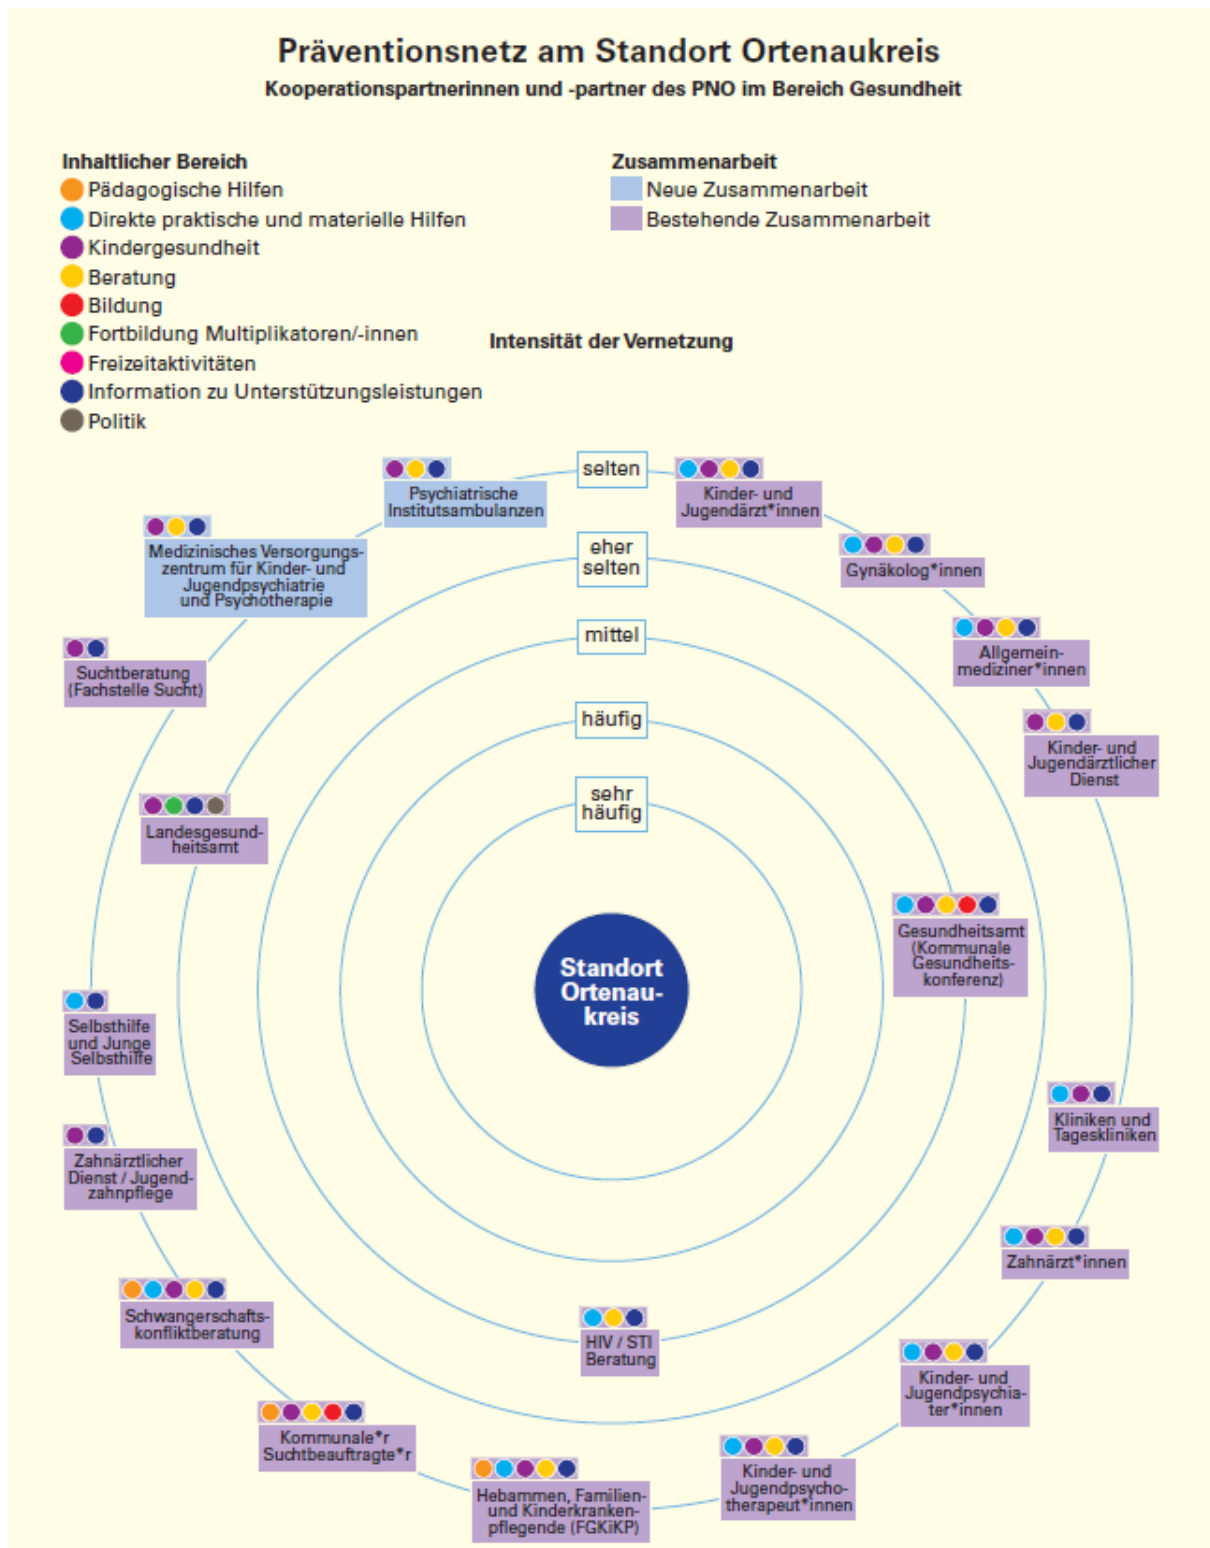 Präventionsnetz am Standort Ortenaukreis
Kooperationspartnerinnen und -partner des PNO im Bereich Gesundheit
Inhaltlicher Bereich
Pädagogische Hilfen
Direkte praktische und materielle Hilfen
Kindergesundheit
Beratung
Bildung
Fortbildung Multiplikatoren/-innen
Freizeitaktivitäten
Information zu Unterstützungsleistungen
Politik
Zusammenarbeit
Neue Zusammenarbeit
Bestehende Zusammenarbeit
Intensität der Vernetzung
selten
eher
selten
mittel
häufig
sehr
häufig
Standort
Ortenau-
kreis
Psychiatrische
Institutsambulanzen
Kinder- und
Jugendärzt*innen
Medizinisches Versorgungs-
zentrum für Kinder- und
Jugendpsychiatrie
und Psychotherapie
Gynäkolog*innen
Allgemein-
mediziner*innen
Suchtberatung
(Fachstelle Sucht)
Kinder- und
Jugendärztlicher
Dienst
Landesgesund-
heitsamt
Gesundheitsamt
(Kommunale
Gesundheits-
konferenz)
Selbsthilfe
und Junge
Selbsthilfe
Kliniken und
Tageskliniken
Zahnärztlicher
Dienst / Jugend-
zahnpflege
Zahnärzt*innen
Schwangerschafts-
konfliktberatung
HIV / STI
Beratung
Kinder- und
Jugendpsychia-
ter*innen
Kommunale*r
Suchtbeauftragte*r
Hebammen, Familien-
und Kinderkranken-
pflegende (FGKiKP)
Kinder- und
Jugendpsycho-
therapeut*innen